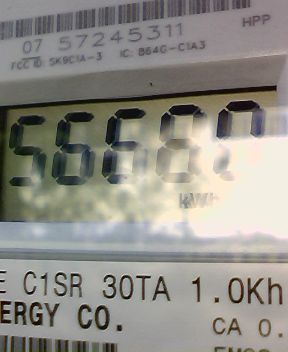 HPP
07 57245311
FCC ID: SK9C1A-3 IC: 864G-C1A3
kWh
E C1SR 30TA 1.0Kh
ERGY CO.
CA 0.